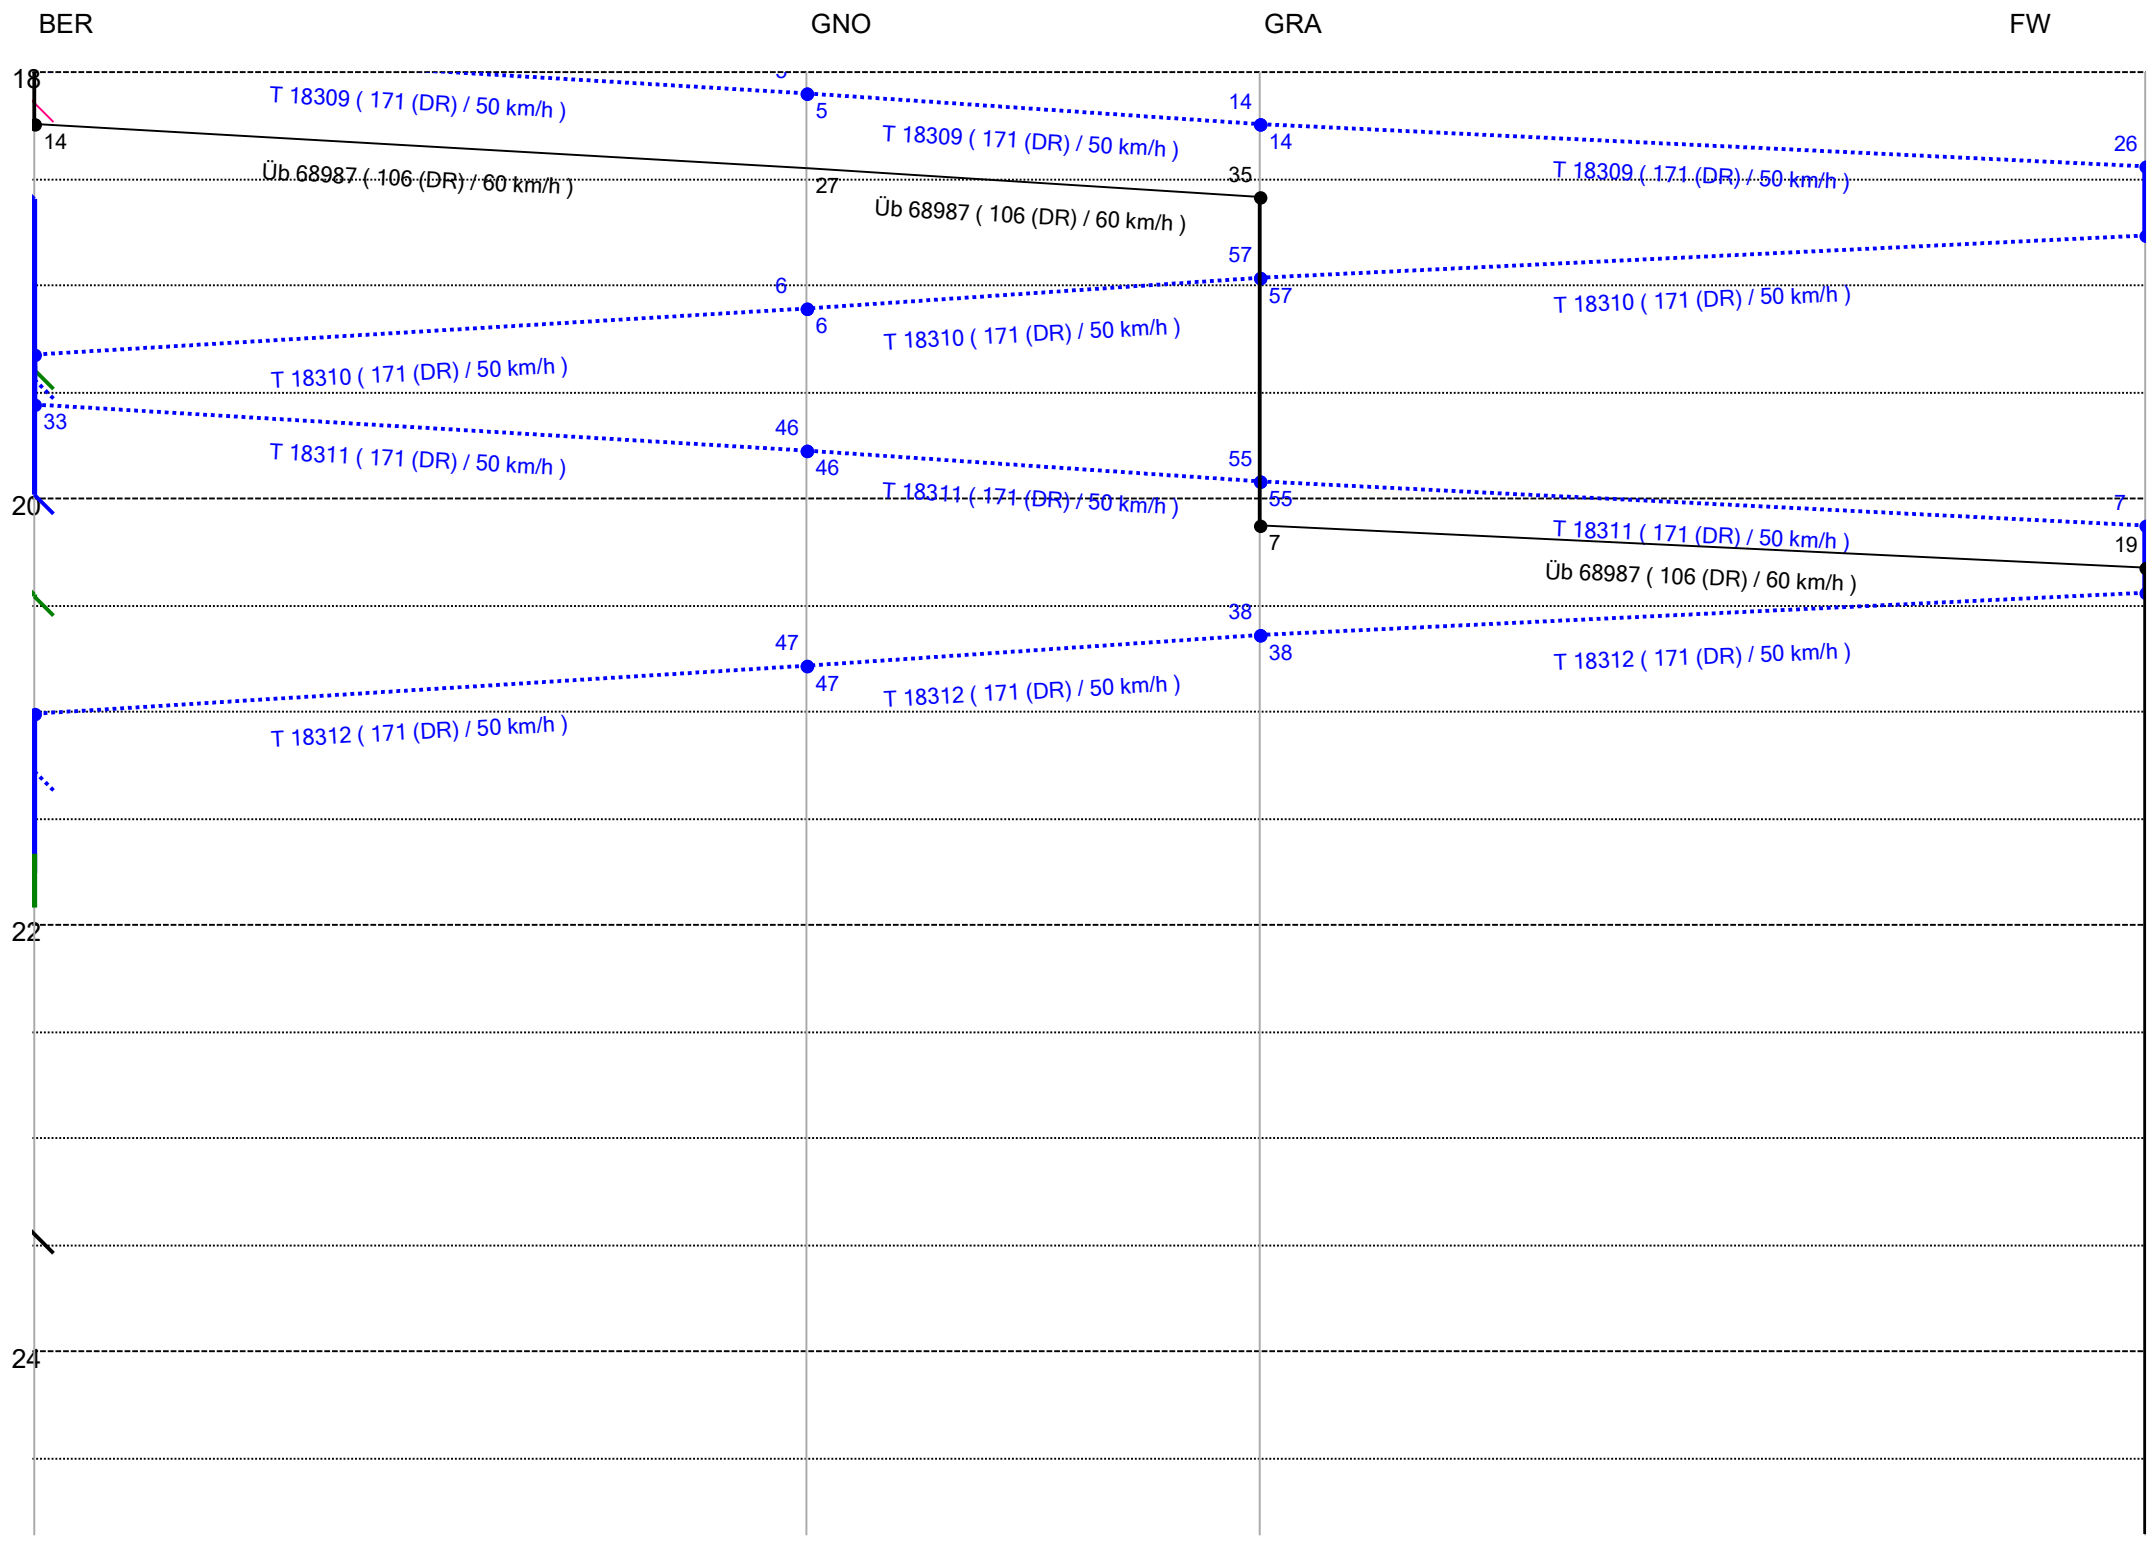 BER GNO GRA FW
18
5
T 18309 ( 171 (DR) / 50 km/h )
5
14
14
T 18309 ( 171 (DR) / 50 km/h )
26
14
T 18309 ( 171 (DR) / 50 km/h )
Üb 68987 ( 106 (DR) / 60 km/h )
27
35
Üb 68987 ( 106 (DR) / 60 km/h )
57
6
57
T 18310 ( 171 (DR) / 50 km/h )
6
T 18310 ( 171 (DR) / 50 km/h )
T 18310 ( 171 (DR) / 50 km/h )
33
46
T 18311 ( 171 (DR) / 50 km/h )
46
55
T 18311 ( 171 (DR) / 50 km/h )
55
20
7
7
T 18311 ( 171 (DR) / 50 km/h )
19
Üb 68987 ( 106 (DR) / 60 km/h )
38
47
38
T 18312 ( 171 (DR) / 50 km/h )
47
T 18312 ( 171 (DR) / 50 km/h )
T 18312 ( 171 (DR) / 50 km/h )
22
24